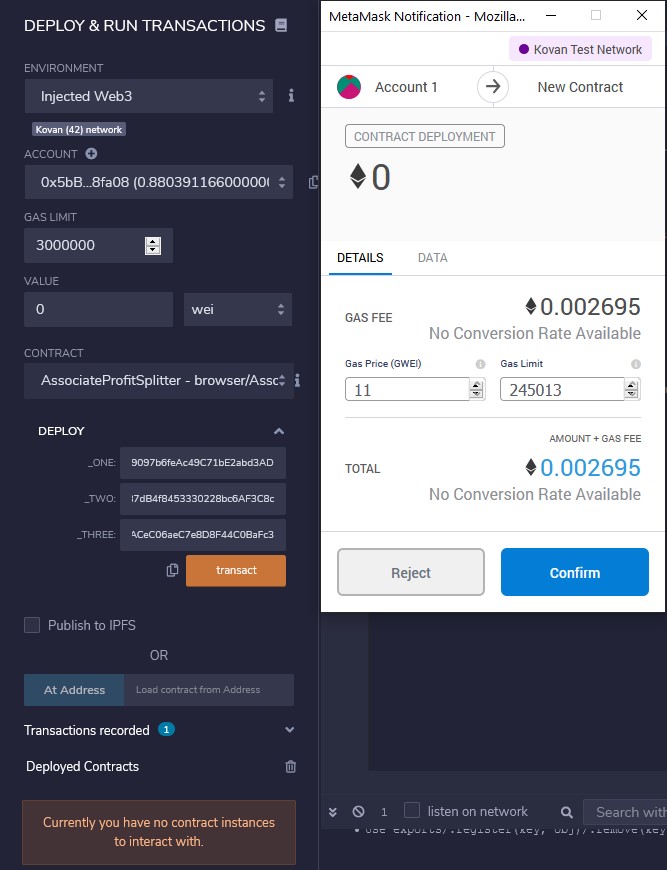 DEPLOY & RUN TRANSACTIONS
ENVIRONMENT
Injected Web3
Kovan (42) network
ACCOUNT
0x5bB...8fa08 (0.88039116600000
GAS LIMIT
3000000
VALUE
0 wei
CONTRACT
AssociateProfitSplitter - browser/Assc
DEPLOY
_ONE: 9097b6feAc49C71bE2abd3AD
_TWO: 7dB4f8453330228bc6AF3C8c
_THREE: ACeC06aeC7e8D8F44C0BaFc3
transact
Publish to IPFS
OR
At Address Load contract from Address
Transactions recorded 1
Deployed Contracts
Currently you have no contract instances
to interact with.
MetaMask Notification - Mozilla...
Kovan Test Network
Account 1 New Contract
CONTRACT DEPLOYMENT
0
DETAILS DATA
GAS FEE 0.002695
No Conversion Rate Available
Gas Price (GWEI) Gas Limit
11 245013
AMOUNT + GAS FEE
TOTAL 0.002695
No Conversion Rate Available
Reject Confirm
1 listen on network Search with
use exports/.register(key, obj)/.remove(key